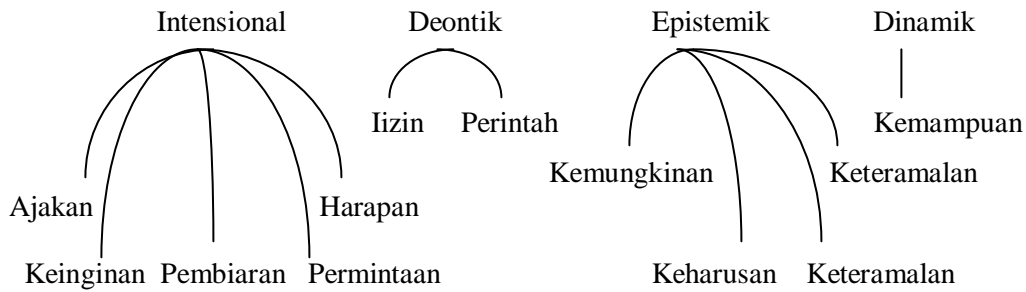 Intensional Deontik Epistemik Dinamik
Iizin Perintah Kemampuan
Kemungkinan Keteramalan
Ajakan Harapan
Keinginan Pembiaran Permintaan Keharusan Keteramalan